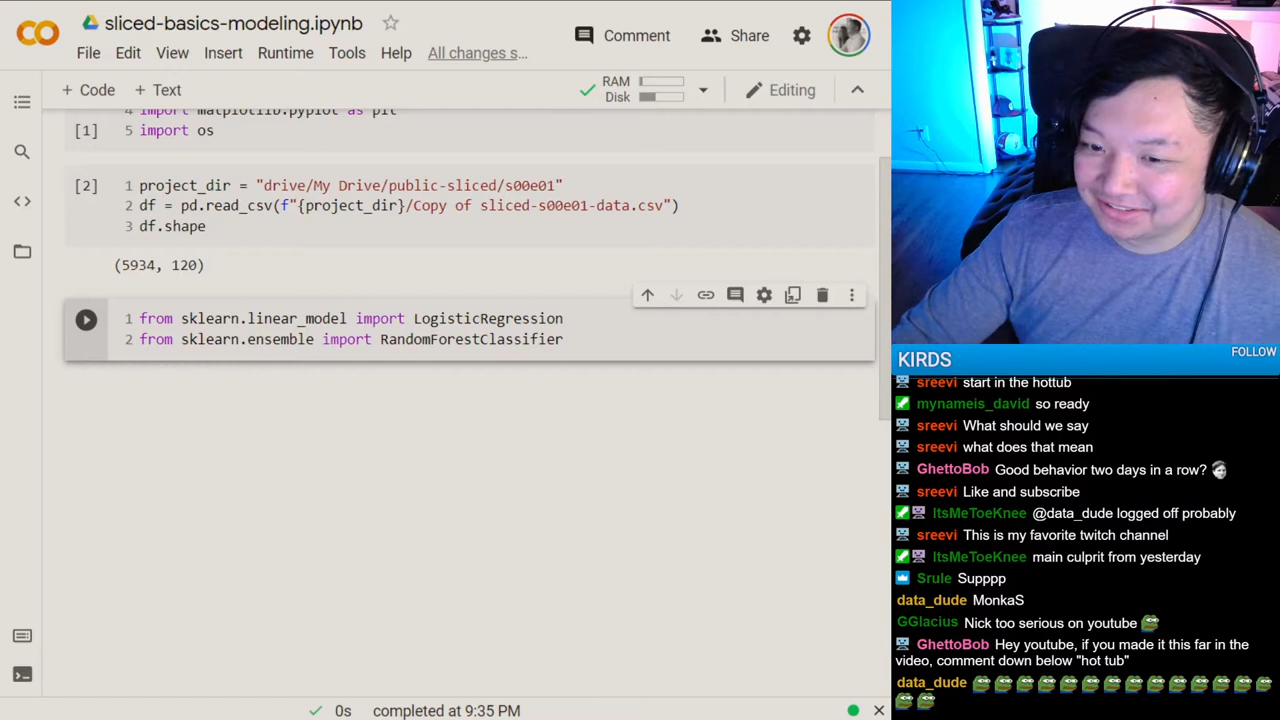 sliced-basics-modeling.ipynb
File Edit View Insert Runtime Tools Help All changes s…
Comment Share
+ Code + Text
RAM
Disk
Editing
4 import matplotlib.pyplot as plt
[1] 5 import os
[2] 1 project_dir = "drive/My Drive/public-sliced/s00e01"
2 df = pd.read_csv(f"{project_dir}/Copy of sliced-s00e01-data.csv")
3 df.shape
(5934, 120)
1 from sklearn.linear_model import LogisticRegression
2 from sklearn.ensemble import RandomForestClassifier
0s completed at 9:35 PM
KIRDS FOLLOW
sreevi start in the hottub
mynameis_david so ready
sreevi What should we say
sreevi what does that mean
GhettoBob Good behavior two days in a row?
sreevi Like and subscribe
ItsMeToeKnee @data_dude logged off probably
sreevi This is my favorite twitch channel
ItsMeToeKnee main culprit from yesterday
Srule Supppp
data_dude MonkaS
GGlacius Nick too serious on youtube
GhettoBob Hey youtube, if you made it this far in the
video, comment down below "hot tub"
data_dude